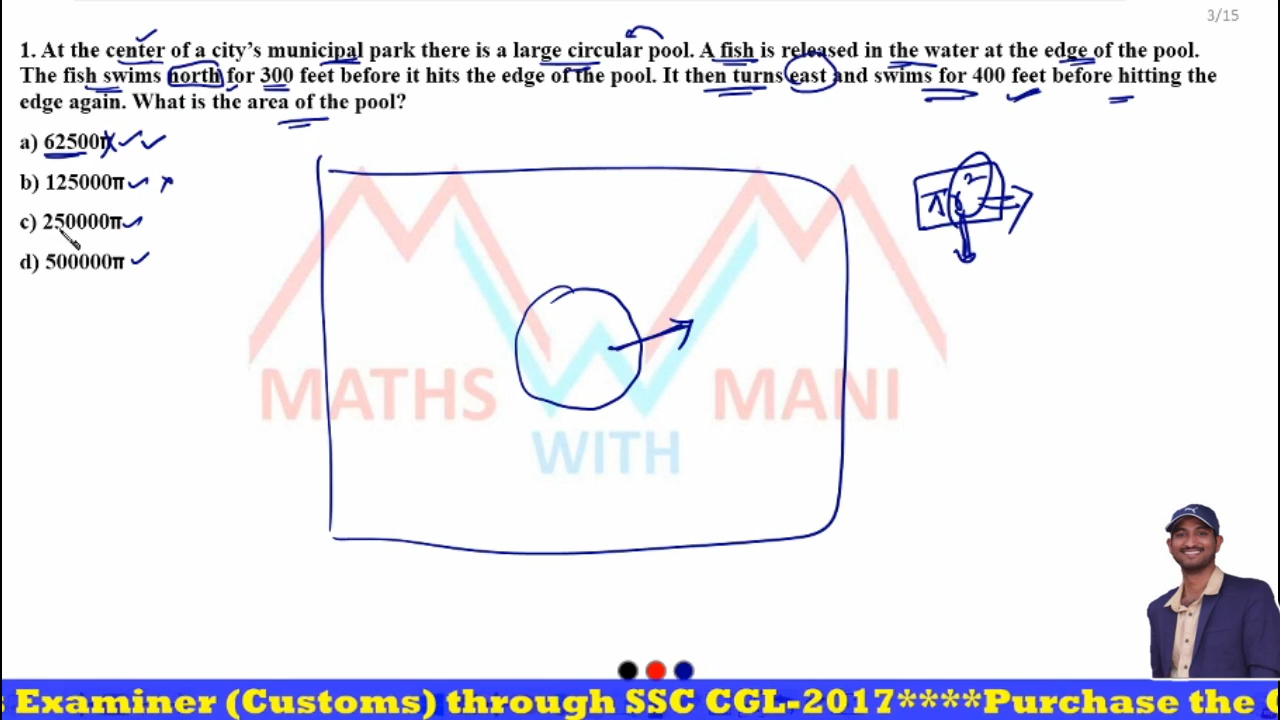 3/15
1. At the center of a city's municipal park there is a large circular pool. A fish is released in the water at the edge of the pool.
The fish swims north for 300 feet before it hits the edge of the pool. It then turns east and swims for 400 feet before hitting the
edge again. What is the area of the pool?
a) 62500π
b) 125000π
c) 250000π
d) 500000π
MATHS MANI
WITH
Examiner (Customs) through SSC CGL-2017****Purchase the